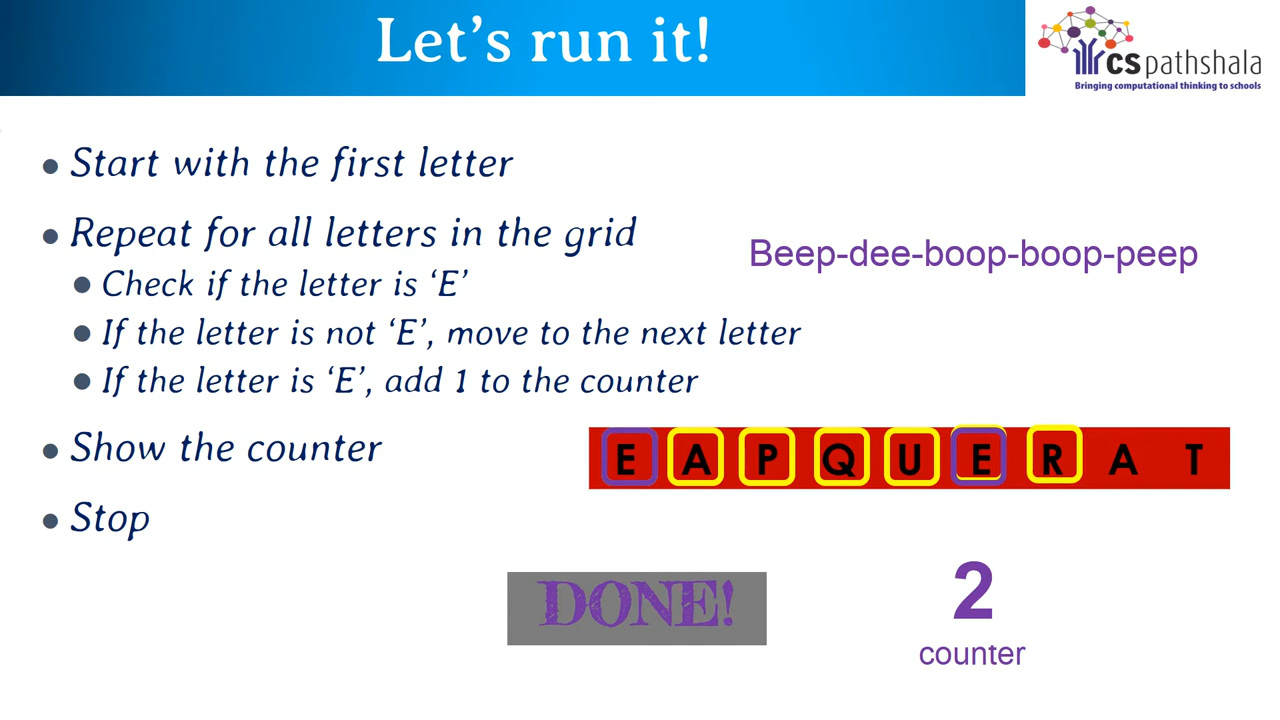 Let's run it!
CSpathshala
Bringing computational thinking to schools
● Start with the first letter
● Repeat for all letters in the grid
● Check if the letter is ‘E’
● If the letter is not ‘E’, move to the next letter
● If the letter is ‘E’, add 1 to the counter
● Show the counter
● Stop
Beep-dee-boop-boop-peep
E A P Q U E R A T
DONE!
2
counter